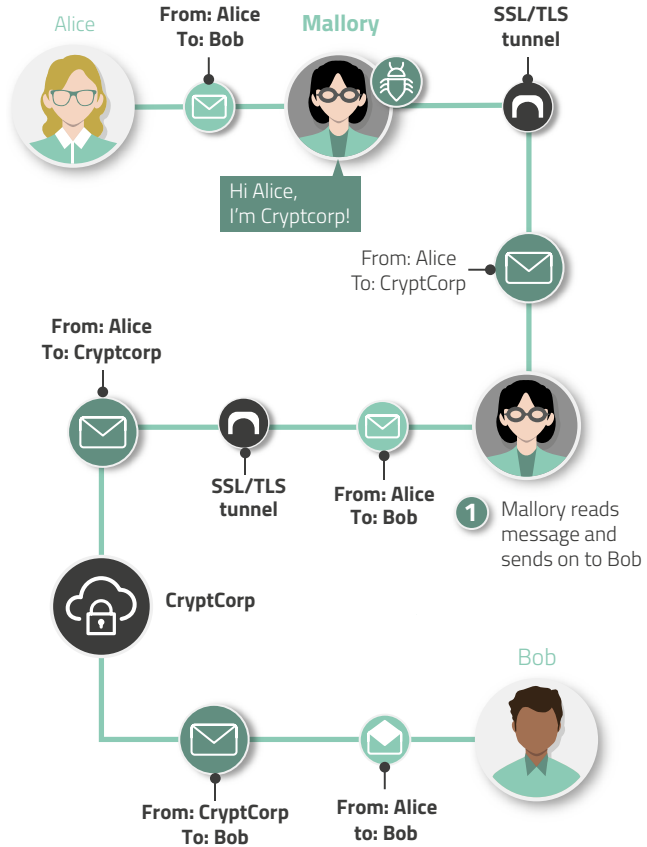 Alice
From: Alice
To: Bob
Mallory
SSL/TLS
tunnel
Hi Alice,
I'm Cryptcorp!
From: Alice
To: CryptCorp
From: Alice
To: Cryptcorp
SSL/TLS
tunnel
From: Alice
To: Bob
1
Mallory reads
message and
sends on to Bob
CryptCorp
Bob
From: CryptCorp
To: Bob
From: Alice
to: Bob